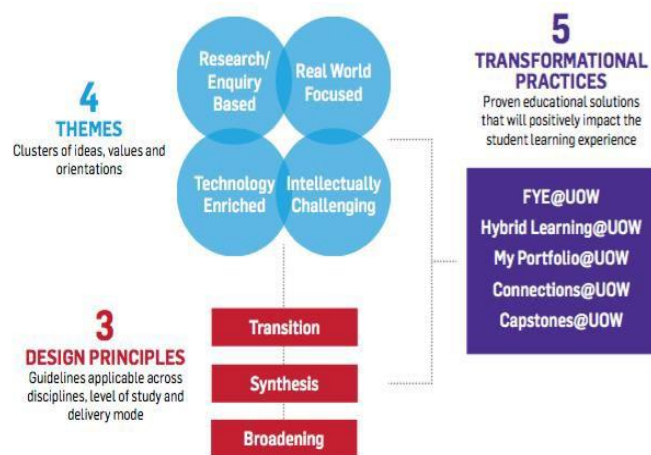 4
THEMES
Clusters of ideas, values and
orientations
Research/
Enquiry
Based
Real World
Focused
Technology
Enriched
Intellectually
Challenging
3
DESIGN PRINCIPLES
Guidelines applicable across
disciplines, level of study and
delivery mode
Transition
Synthesis
Broadening
5
TRANSFORMATIONAL
PRACTICES
Proven educational solutions
that will positively impact the
student learning experience
FYE@UOW
Hybrid Learning@UOW
My Portfolio@UOW
Connections@UOW
Capstones@UOW